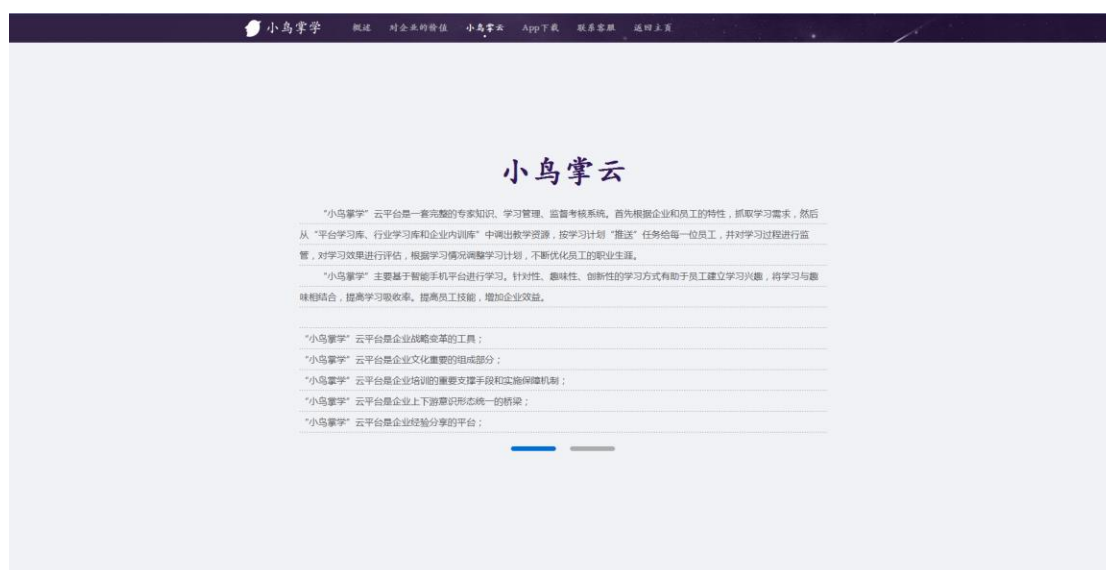 小鸟掌学
概述 对企业的价值 小鸟掌云 App下载 联系客服 返回主页
小鸟掌云
“小鸟掌学”云平台是一套完整的专家知识、学习管理、监督考核系统。首先根据企业和员工的特性，抓取学习需求，然后
从“平台学习库、行业学习库和企业内训库”中调出教学资源，按学习计划“推送”任务给每一位员工，并对学习过程进行监
管，对学习效果进行评估，根据学习情况调整学习计划，不断优化员工的职业生涯。
“小鸟掌学”主要基于智能手机平台进行学习。针对性、趣味性、创新性的学习方式有助于员工建立学习兴趣，将学习与趣
味相结合，提高学习吸收率。提高员工技能，增加企业效益。
“小鸟掌学”云平台是企业战略变革的工具；
“小鸟掌学”云平台是企业文化重要的组成部分；
“小鸟掌学”云平台是企业培训的重要支撑手段和实施保障机制；
“小鸟掌学”云平台是企业上下游意识形态统一的桥梁；
“小鸟掌学”云平台是企业经验分享的平台；